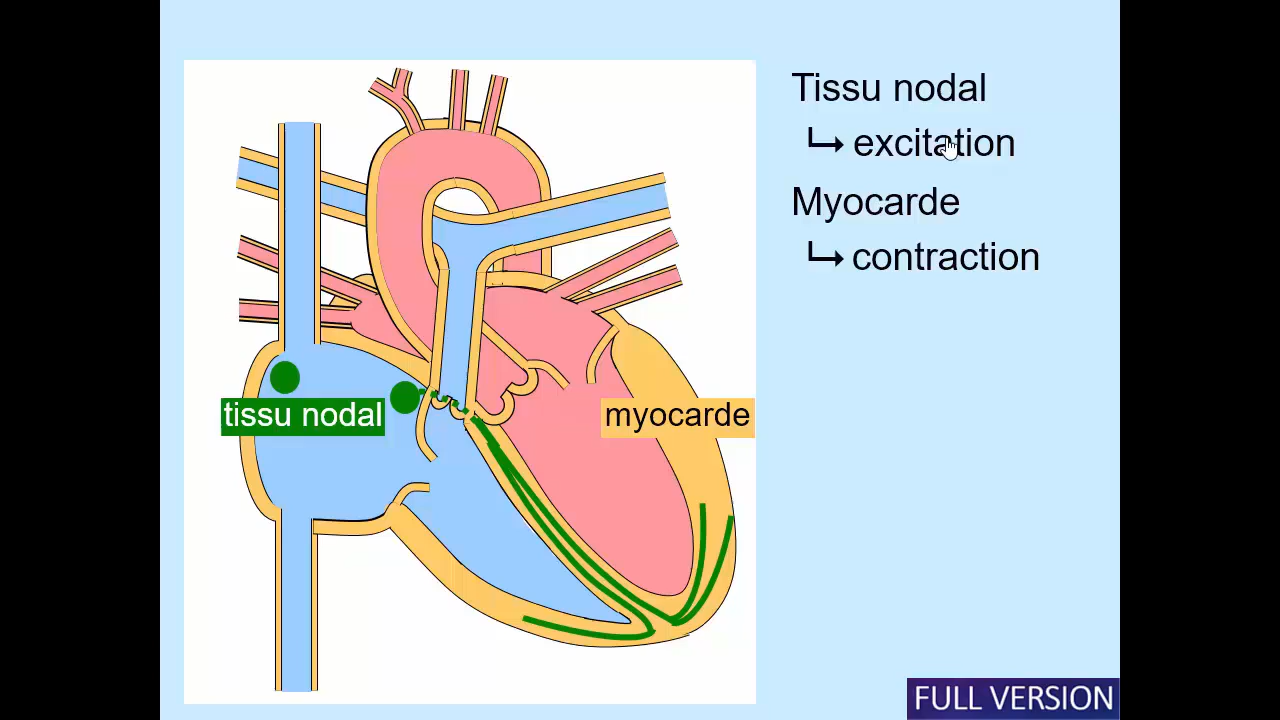 Tissu nodal
↳ excitation
Myocarde
↳ contraction
tissu nodal
myocarde
FULL VERSION